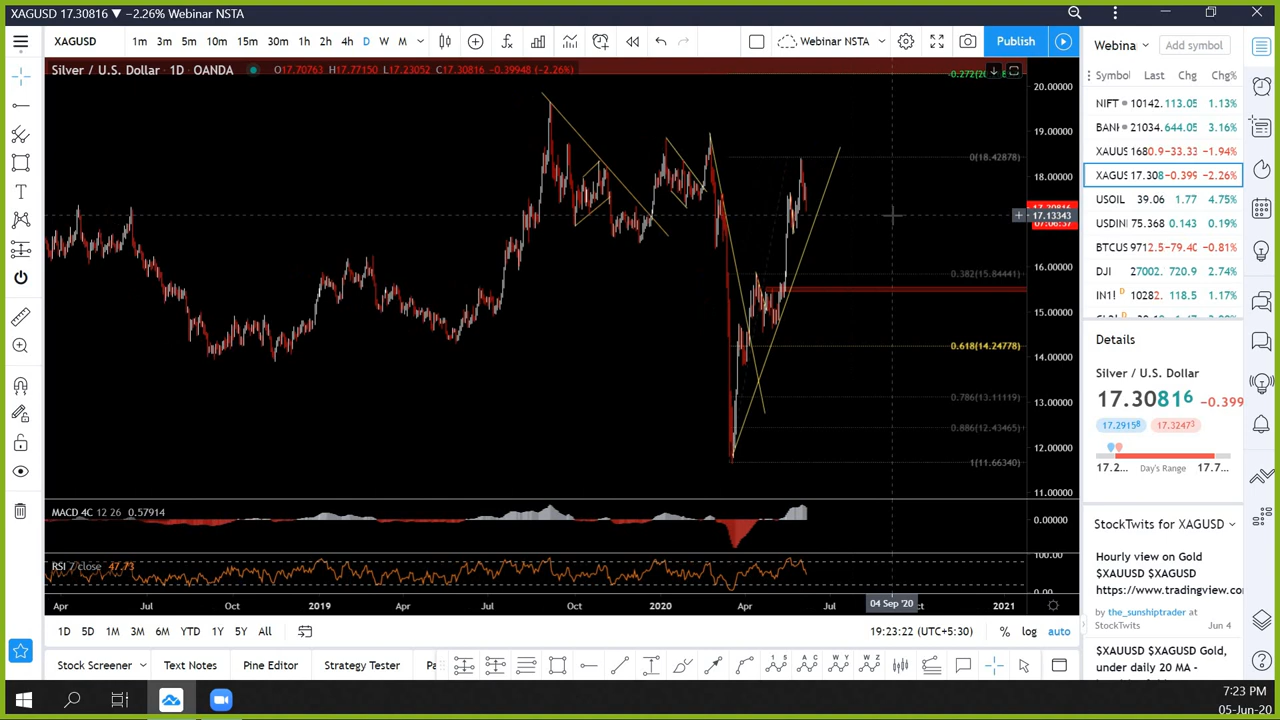 XAGUSD 17.30816 ▼ −2.26% Webinar NSTA
XAGUSD 1m 3m 5m 10m 15m 30m 1h 2h 4h D W M Webinar NSTA Publish
Silver / U.S. Dollar · 1D · OANDA O17.70763 H17.77150 L17.23052 C17.30816 −0.39948 (−2.26%)
20.00000
19.00000
0(18.42878)
18.00000
17.13343
0.382(15.84441)
16.00000
15.00000
0.618(14.24778)
14.00000
0.786(13.11119)
13.00000
0.886(12.43465)
12.00000
1(11.66340)
11.00000
MACD 4C 12 26 0.57914
0.00000
RSI 7 close 47.73
100.00
0.00
Apr Jul Oct 2019 Apr Jul Oct 2020 Apr Jul 04 Sep '20 2021
1D 5D 1M 3M 6M YTD 1Y 5Y All 19:23:22 (UTC+5:30) % log auto
Stock Screener Text Notes Pine Editor Strategy Tester Pa
Webina Add symbol
Symbol Last Chg Chg%
NIFT 10142. 113.05 1.13%
BANK 21034. 644.05 3.16%
XAUUS 1680.9 −33.33 −1.94%
XAGUS 17.308 −0.399 −2.26%
USOIL 39.06 1.77 4.75%
USDIN 75.368 0.143 0.19%
BTCUS 9712.5 −79.40 −0.81%
DJI 27002. 720.9 2.74%
IN1! D 10282. 118.5 1.17%
Details
Silver / U.S. Dollar
17.30816 −0.399
17.29158 17.32473
17.2... Day's Range 17.7...
StockTwits for XAGUSD
Hourly view on Gold
$XAUUSD $XAGUSD
https://www.tradingview.co
by the_sunshiptrader at
StockTwits Jun 4
$XAUUSD $XAGUSD Gold,
under daily 20 MA -
7:23 PM
05-Jun-20